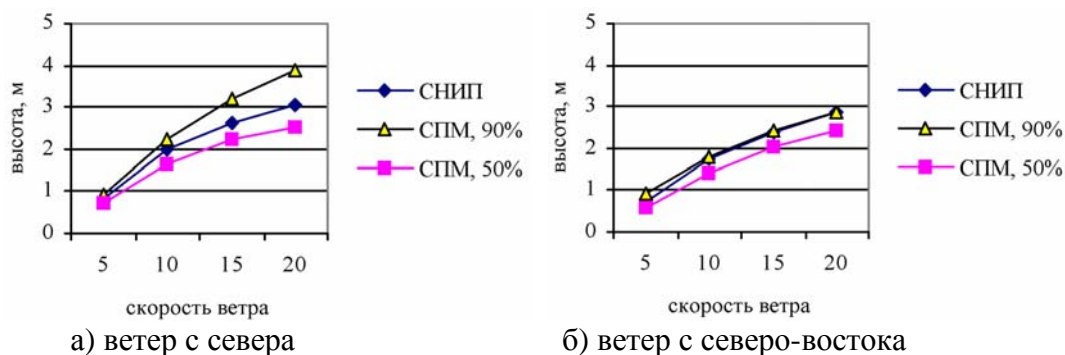 5
4
3
2
1
0
высота, м
5 10 15 20
скорость ветра
СНИП
СПМ, 90%
СПМ, 50%
а) ветер с севера
5
4
3
2
1
0
высота, м
5 10 15 20
скорость ветра
СНИП
СПМ, 90%
СПМ, 50%
б) ветер с северо-востока